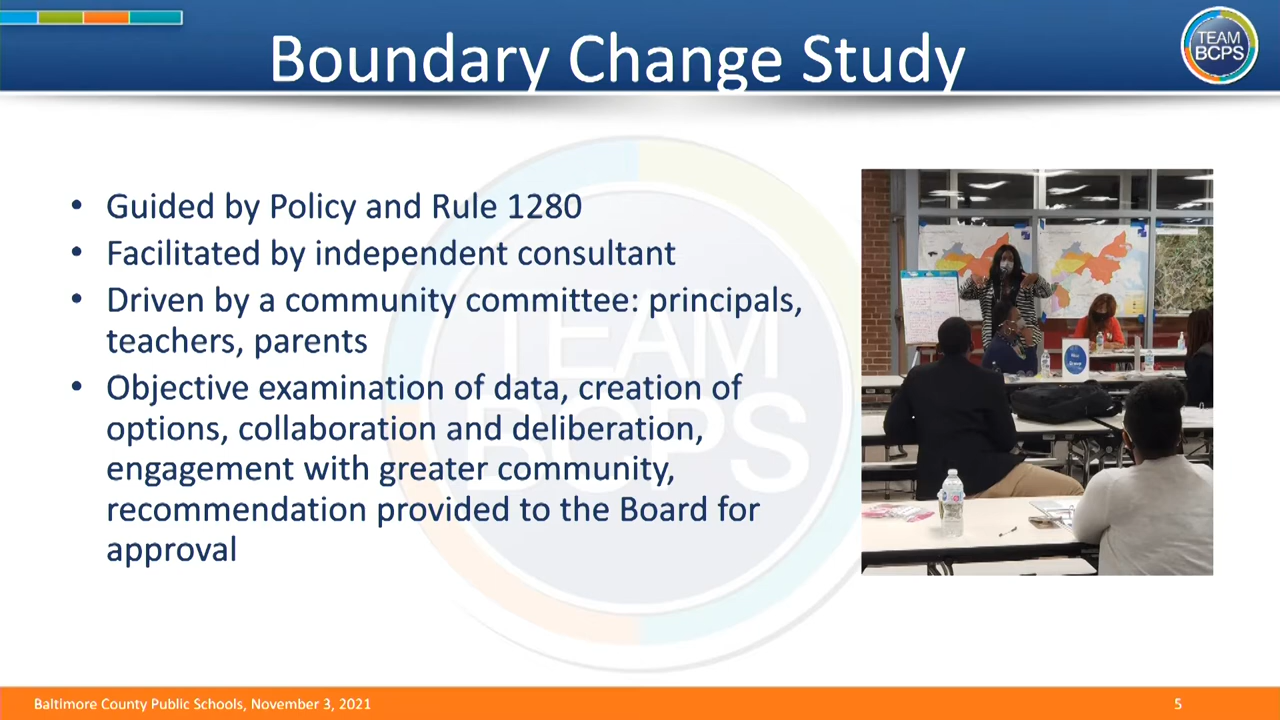 Boundary Change Study
TEAM
BCPS
• Guided by Policy and Rule 1280
• Facilitated by independent consultant
• Driven by a community committee: principals,
teachers, parents
• Objective examination of data, creation of
options, collaboration and deliberation,
engagement with greater community,
recommendation provided to the Board for
approval
TEAM
BCPS
Baltimore County Public Schools, November 3, 2021
5